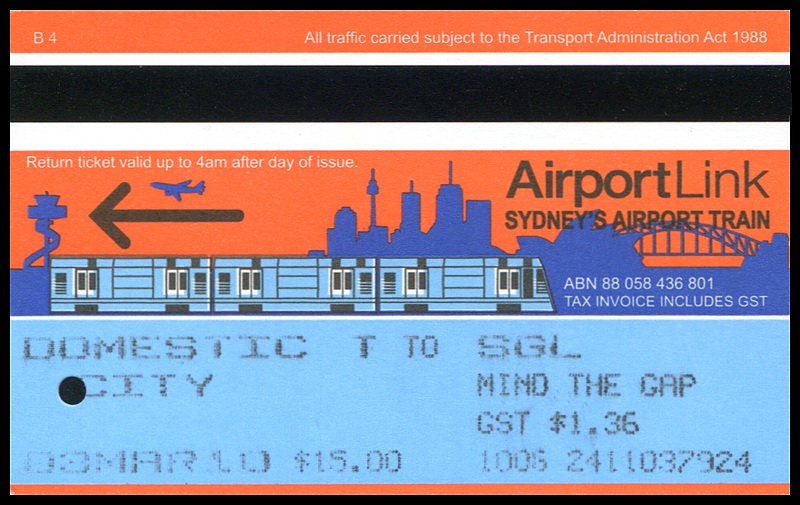 B 4 All traffic carried subject to the Transport Administration Act 1988
Return ticket valid up to 4am after day of issue.
AirportLink
SYDNEY'S AIRPORT TRAIN
ABN 88 058 436 801
TAX INVOICE INCLUDES GST
DOMESTIC T TO SGL
CITY MIND THE GAP
GST $1.36
03MAR10 $15.00 1008 2411037924